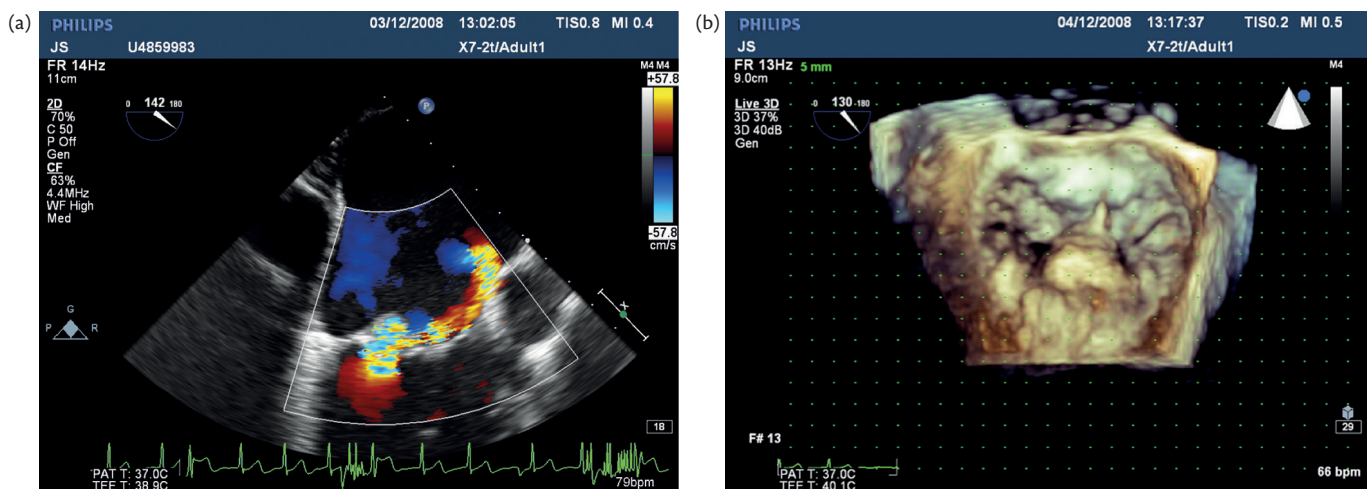 (a)
PHILIPS 03/12/2008 13:02:05 TIS0.8 MI 0.4
JS U4859983 X7-2t/Adult1
FR 14Hz
11cm
M4 M4
+57.8
2D
70%
C 50
P Off
Gen
CF
63%
4.4MHz
WF High
Med
0 142 180
P
-57.8
cm/s
G
P R
X
18
PAT T: 37.0C
TEE T: 38.9C
79bpm
(b)
PHILIPS 04/12/2008 13:17:37 TIS0.2 MI 0.5
JS X7-2t/Adult1
FR 13Hz 5 mm
9.0cm
M4
Live 3D
3D 37%
3D 40dB
Gen
-0 130 -180
29
F# 13
PAT T: 37.0C
TEE T: 40.1C
66 bpm